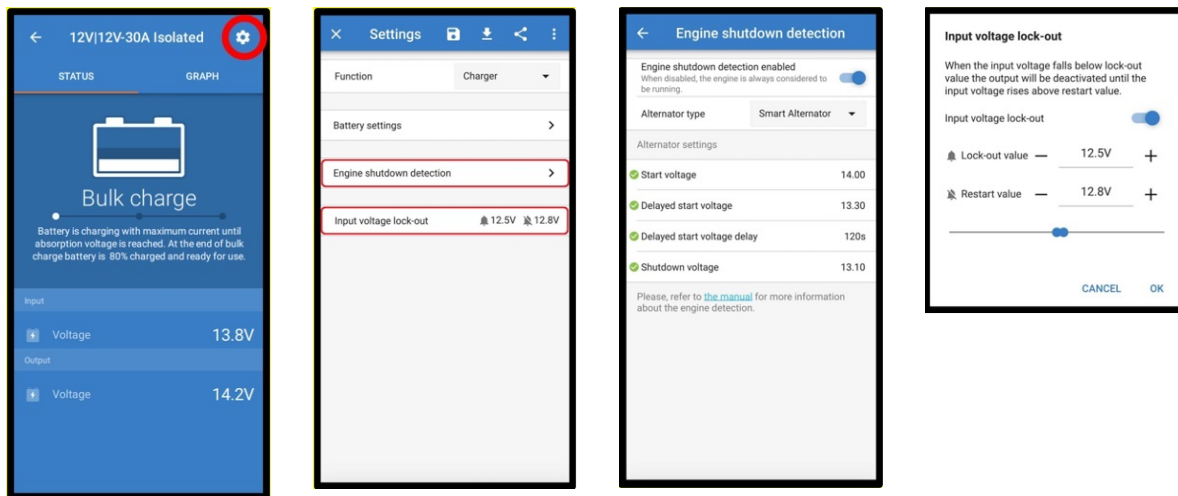 12V|12V-30A Isolated
STATUS
GRAPH
Bulk charge
Battery is charging with maximum current until
absorption voltage is reached. At the end of bulk
charge battery is 80% charged and ready for use.
Input
Voltage 13.8V
Output
Voltage 14.2V
Settings
Function Charger
Battery settings
Engine shutdown detection
Input voltage lock-out 12.5V 12.8V
Engine shutdown detection
Engine shutdown detection enabled
When disabled, the engine is always considered to
be running.
Alternator type Smart Alternator
Alternator settings
Start voltage 14.00
Delayed start voltage 13.30
Delayed start voltage delay 120s
Shutdown voltage 13.10
Please, refer to the manual for more information
about the engine detection.
Input voltage lock-out
When the input voltage falls below lock-out
value the output will be deactivated until the
input voltage rises above restart value.
Input voltage lock-out
Lock-out value — 12.5V +
Restart value — 12.8V +
CANCEL OK